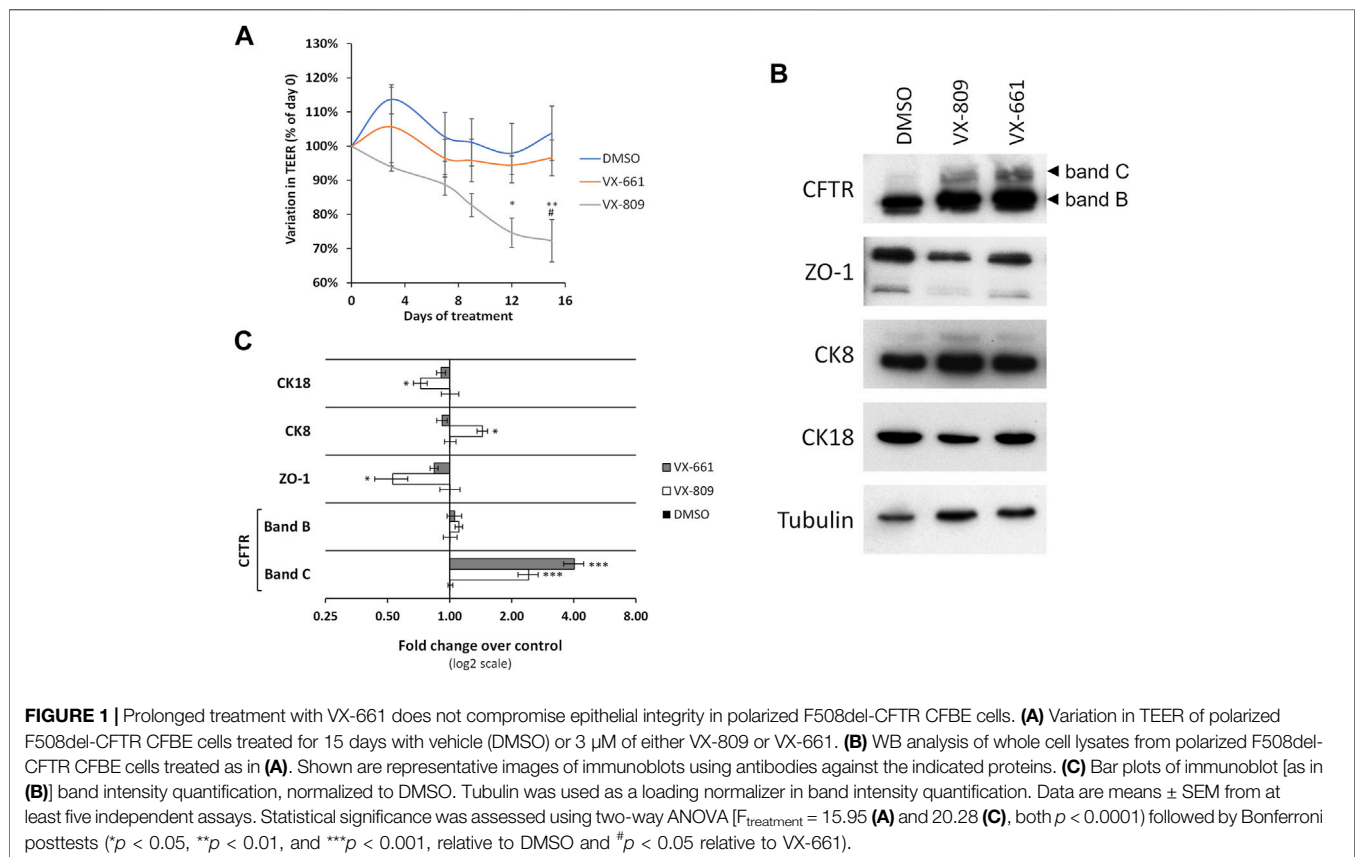 A
130%
120%
110%
100%
90%
80%
70%
60%
Variation in TEER (% of day 0)
DMSO
VX-661
VX-809
*
**
#
0 4 8 12 16
Days of treatment
B
DMSO VX-809 VX-661
CFTR
band C
band B
ZO-1
CK8
CK18
Tubulin
C
CK18
*
CK8
*
ZO-1
*
CFTR
Band B
Band C
***
***
VX-661
VX-809
DMSO
0.25 0.50 1.00 2.00 4.00 8.00
Fold change over control
(log2 scale)
FIGURE 1 | Prolonged treatment with VX-661 does not compromise epithelial integrity in polarized F508del-CFTR CFBE cells. (A) Variation in TEER of polarized
F508del-CFTR CFBE cells treated for 15 days with vehicle (DMSO) or 3 µM of either VX-809 or VX-661. (B) WB analysis of whole cell lysates from polarized F508del-
CFTR CFBE cells treated as in (A). Shown are representative images of immunoblots using antibodies against the indicated proteins. (C) Bar plots of immunoblot [as in
(B)] band intensity quantification, normalized to DMSO. Tubulin was used as a loading normalizer in band intensity quantification. Data are means ± SEM from at
least five independent assays. Statistical significance was assessed using two-way ANOVA [Ftreatment = 15.95 (A) and 20.28 (C), both p < 0.0001) followed by Bonferroni
posttests (*p < 0.05, **p < 0.01, and ***p < 0.001, relative to DMSO and #p < 0.05 relative to VX-661).